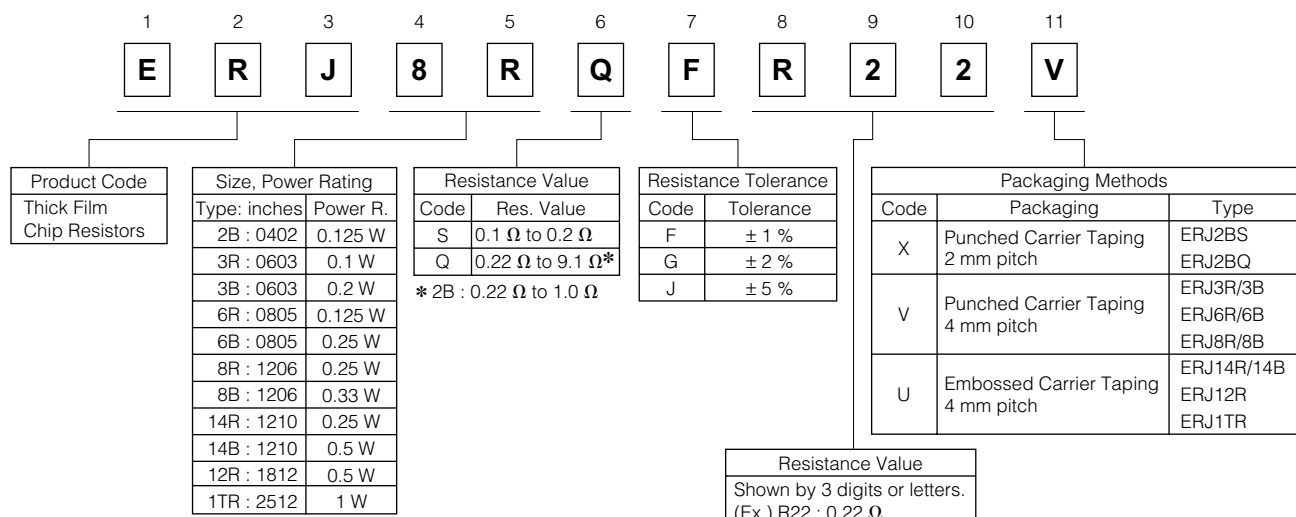 1 2 3 4 5 6 7 8 9 10 11
E R J 8 R Q F R 2 2 V
Product Code
Thick Film
Chip Resistors
Size, Power Rating
Type: inches Power R.
2B : 0402 0.125 W
3R : 0603 0.1 W
3B : 0603 0.2 W
6R : 0805 0.125 W
6B : 0805 0.25 W
8R : 1206 0.25 W
8B : 1206 0.33 W
14R : 1210 0.25 W
14B : 1210 0.5 W
12R : 1812 0.5 W
1TR : 2512 1 W
Resistance Value
Code Res. Value
S 0.1 Ω to 0.2 Ω
Q 0.22 Ω to 9.1 Ω*
* 2B : 0.22 Ω to 1.0 Ω
Resistance Tolerance
Code Tolerance
F ± 1 %
G ± 2 %
J ± 5 %
Resistance Value
Shown by 3 digits or letters.
(Ex.) R22 : 0.22 Ω
Packaging Methods
Code Packaging Type
X Punched Carrier Taping
2 mm pitch
ERJ2BS
ERJ2BQ
V Punched Carrier Taping
4 mm pitch
ERJ3R/3B
ERJ6R/6B
ERJ8R/8B
U Embossed Carrier Taping
4 mm pitch
ERJ14R/14B
ERJ12R
ERJ1TR